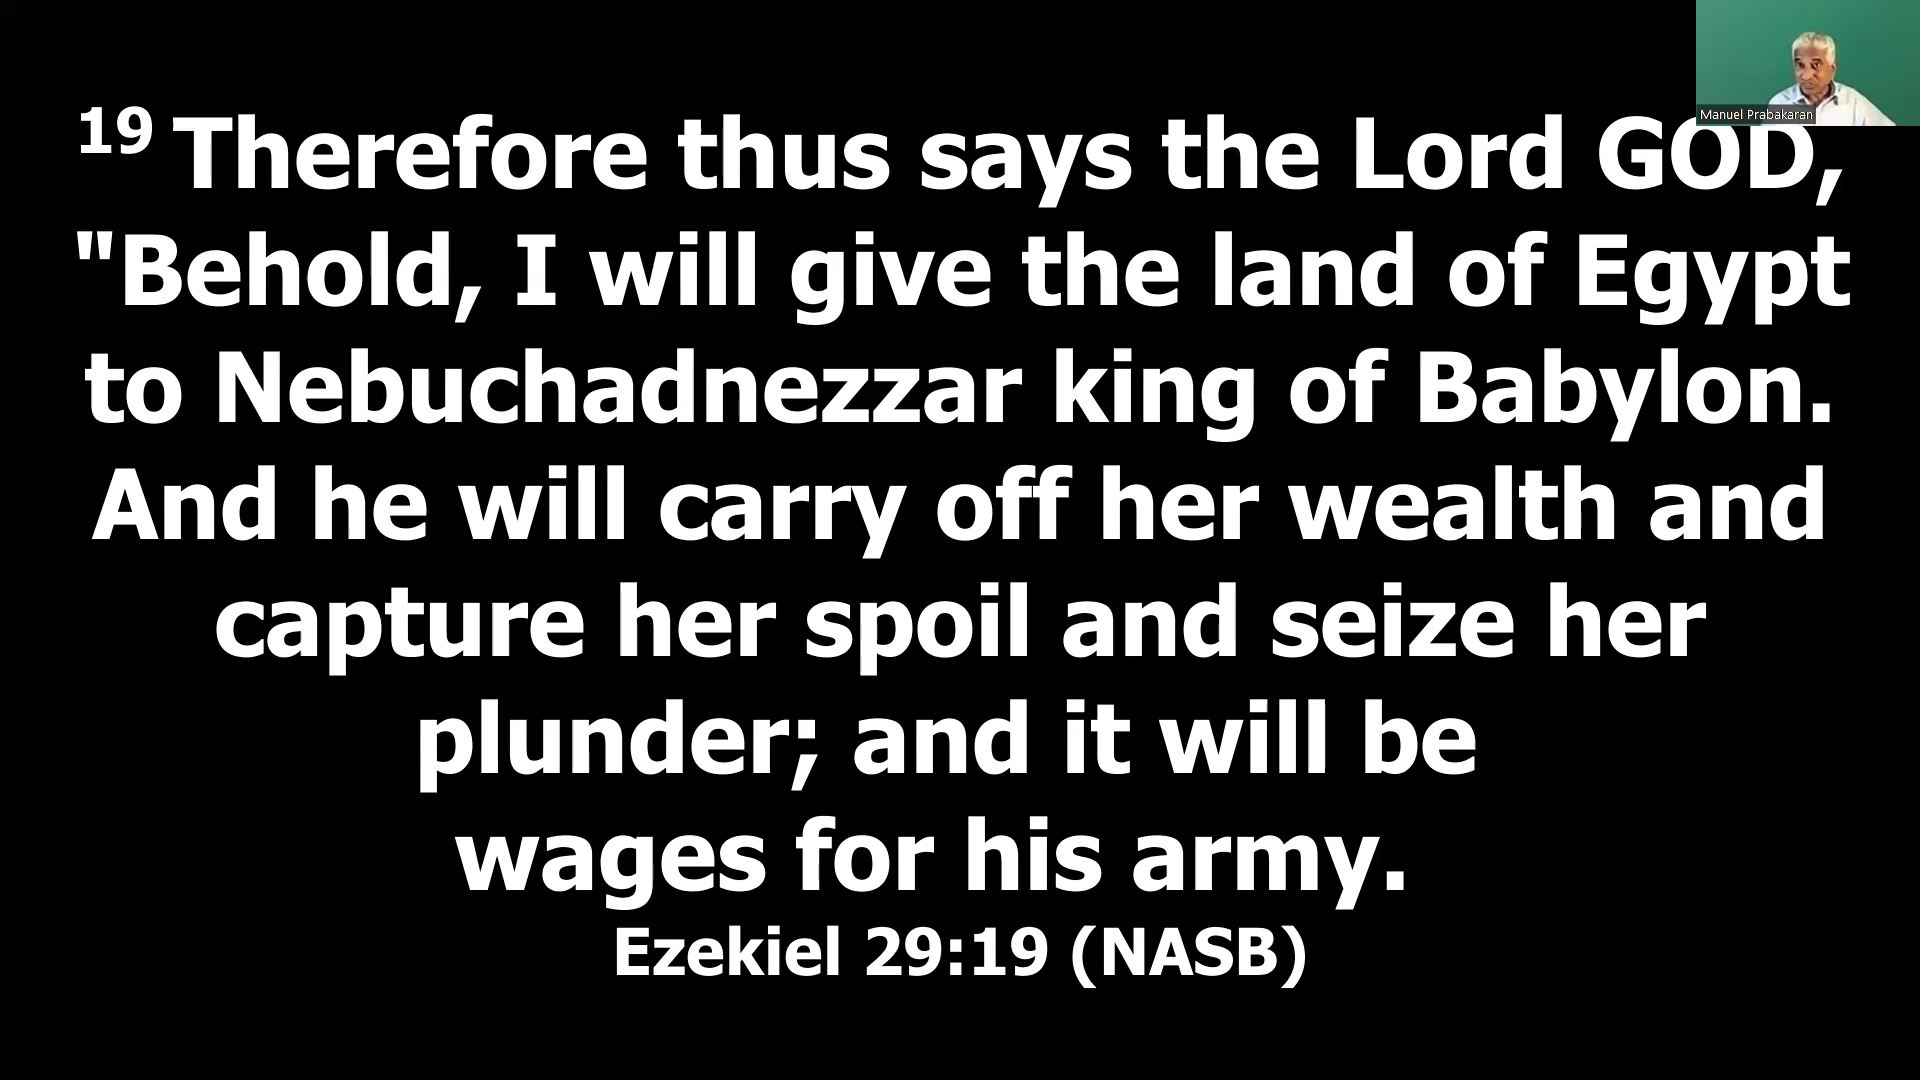 19 Therefore thus says the Lord GOD,
"Behold, I will give the land of Egypt
to Nebuchadnezzar king of Babylon.
And he will carry off her wealth and
capture her spoil and seize her
plunder; and it will be
wages for his army.
Ezekiel 29:19 (NASB)
Manuel Prabakaran